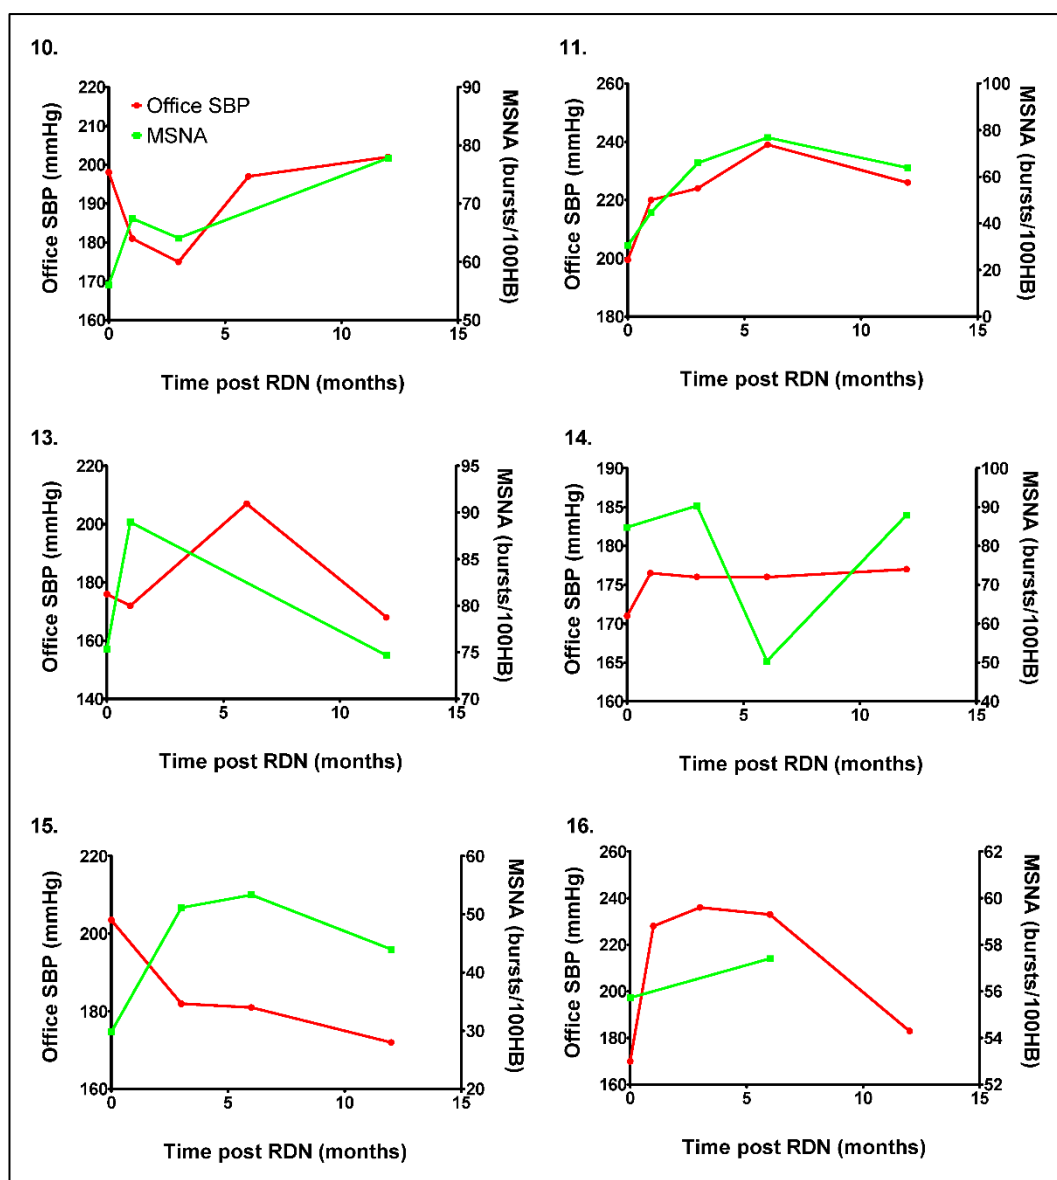 10.
Office SBP (mmHg)
220
210
200
190
180
170
160
Office SBP
MSNA
90
80
70
60
50
MSNA (bursts/100HB)
0 5 10 15
Time post RDN (months)
11.
Office SBP (mmHg)
260
240
220
200
180
100
80
60
40
20
0
MSNA (bursts/100HB)
0 5 10 15
Time post RDN (months)
13.
Office SBP (mmHg)
220
200
180
160
140
95
90
85
80
75
70
MSNA (bursts/100HB)
0 5 10 15
Time post RDN (months)
14.
Office SBP (mmHg)
190
185
180
175
170
165
160
100
90
80
70
60
50
40
MSNA (bursts/100HB)
0 5 10 15
Time post RDN (months)
15.
Office SBP (mmHg)
220
200
180
160
60
50
40
30
20
MSNA (bursts/100HB)
0 5 10 15
Time post RDN (months)
16.
Office SBP (mmHg)
260
240
220
200
180
160
62
60
58
56
54
52
MSNA (bursts/100HB)
0 5 10 15
Time post RDN (months)